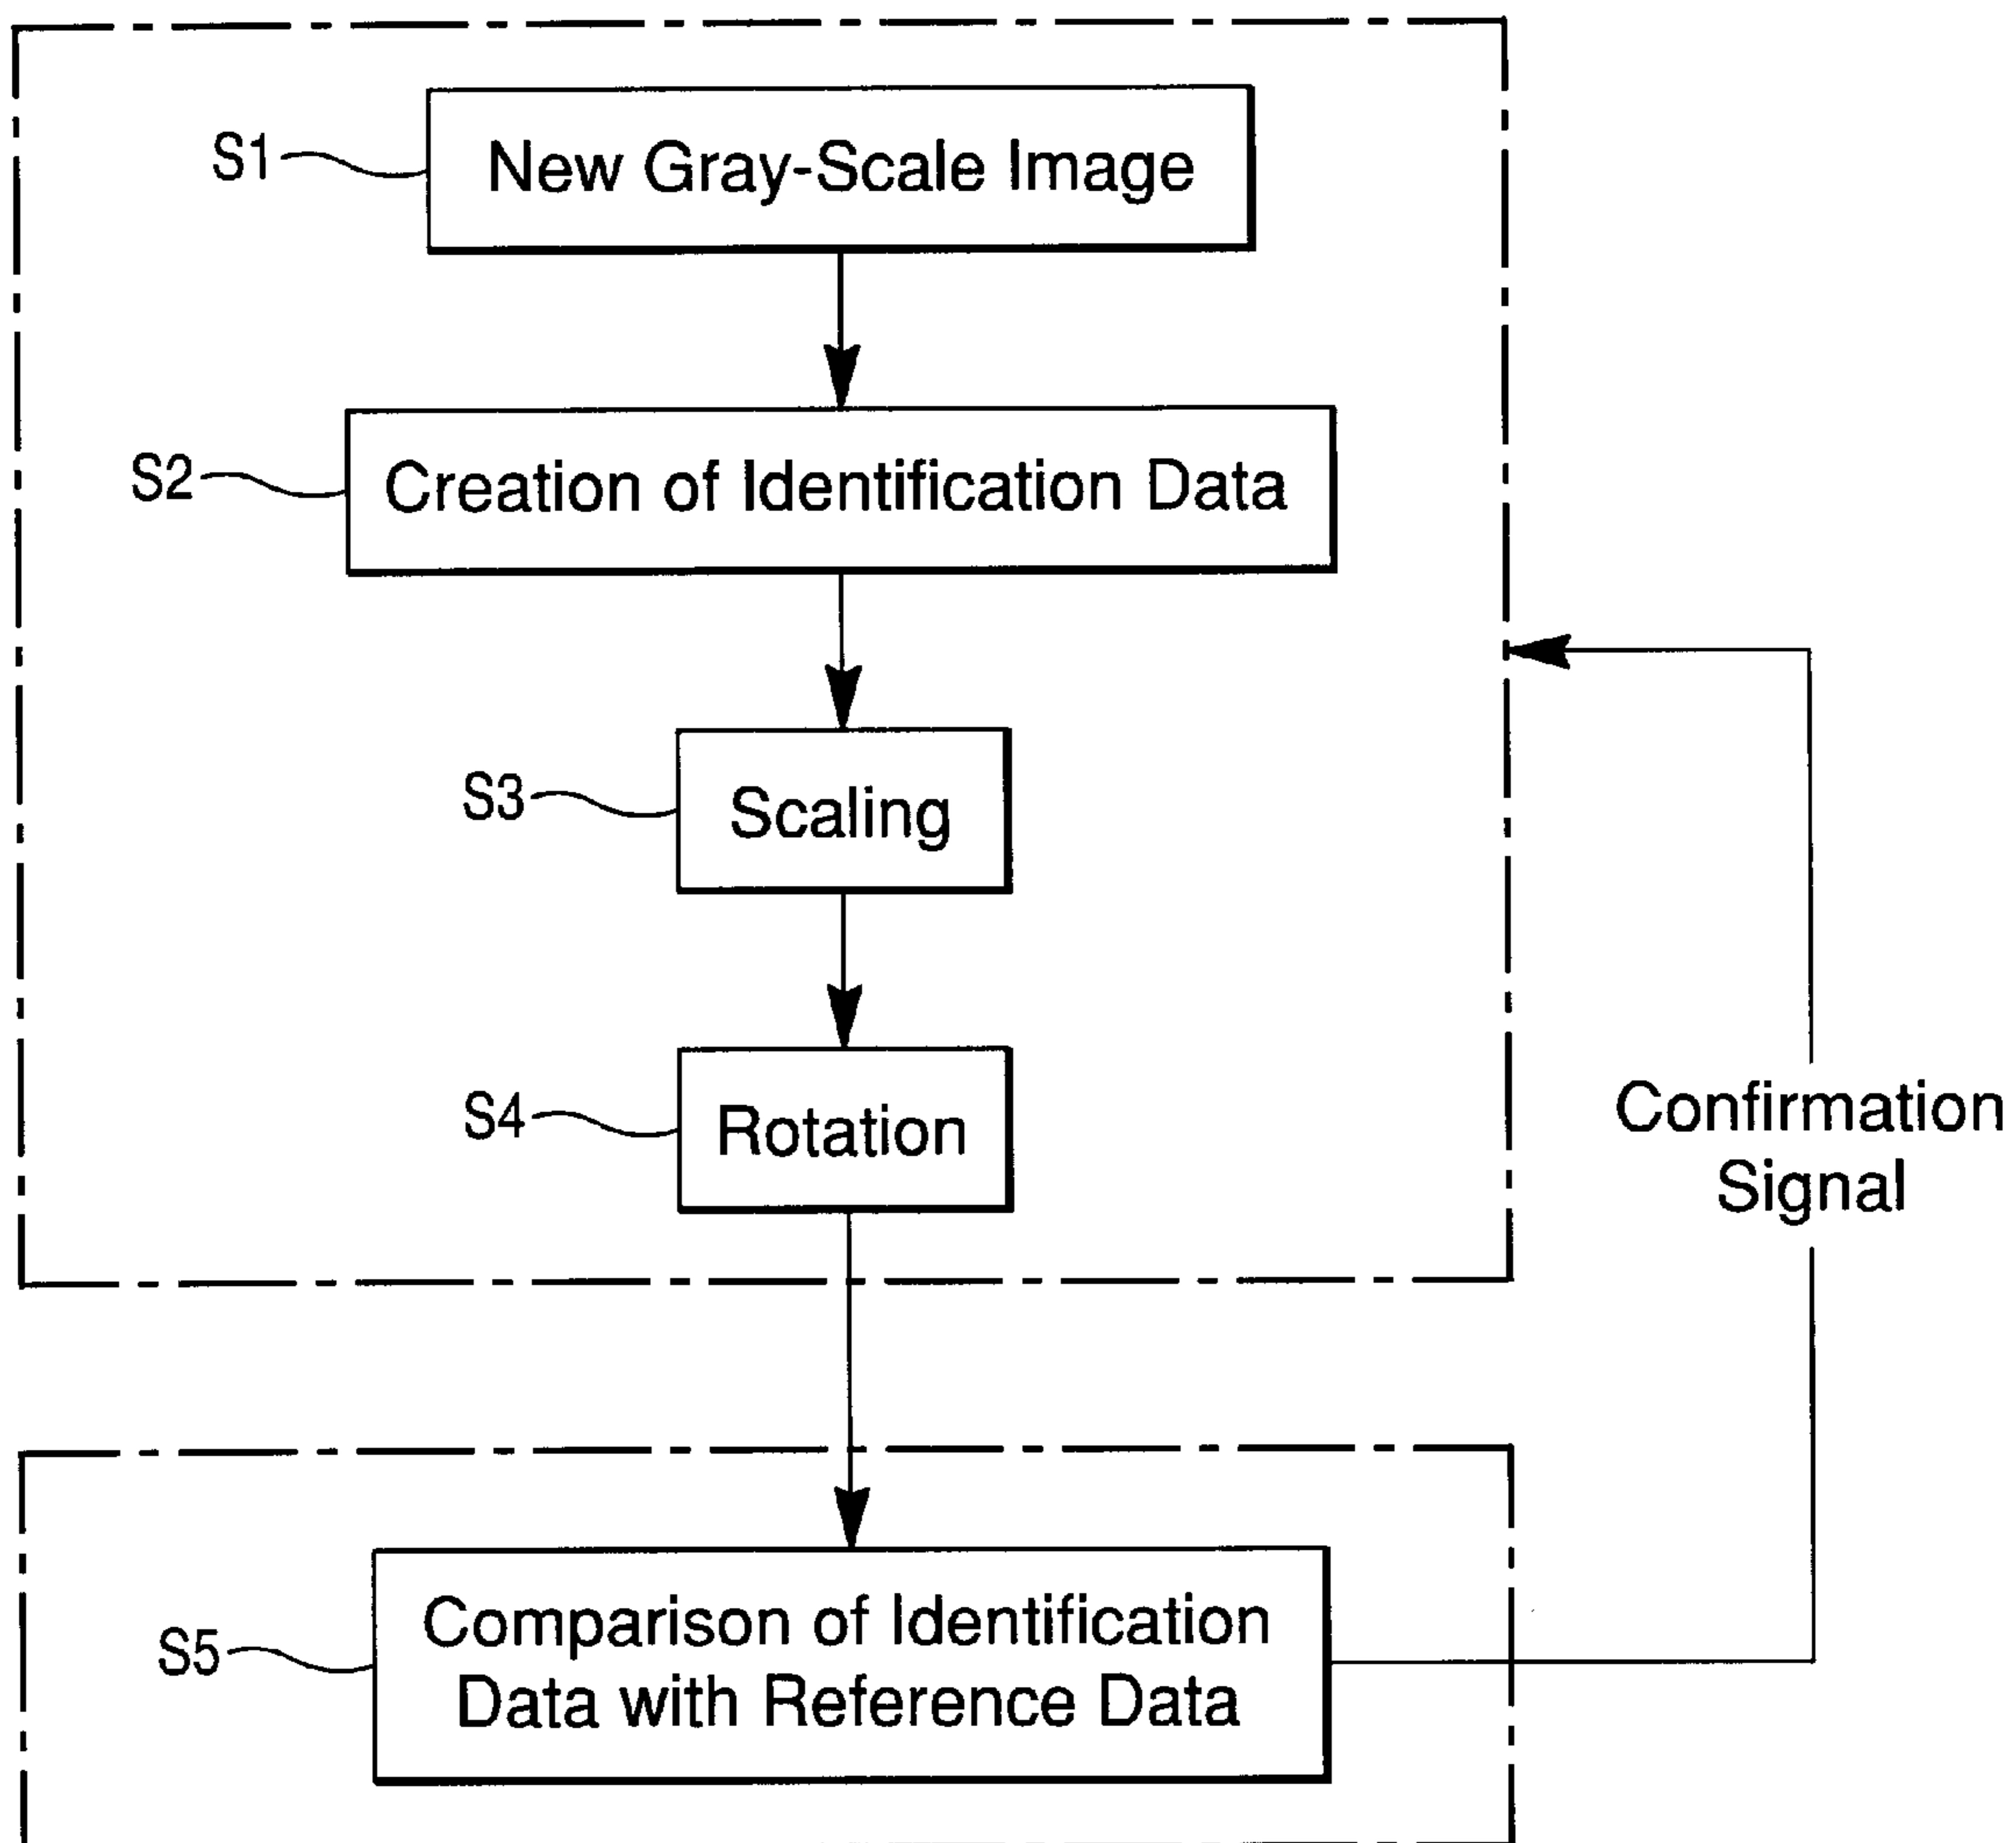 S1
New Gray-Scale Image
S2
Creation of Identification Data
S3
Scaling
S4
Rotation
Confirmation
Signal
S5
Comparison of Identification
Data with Reference Data